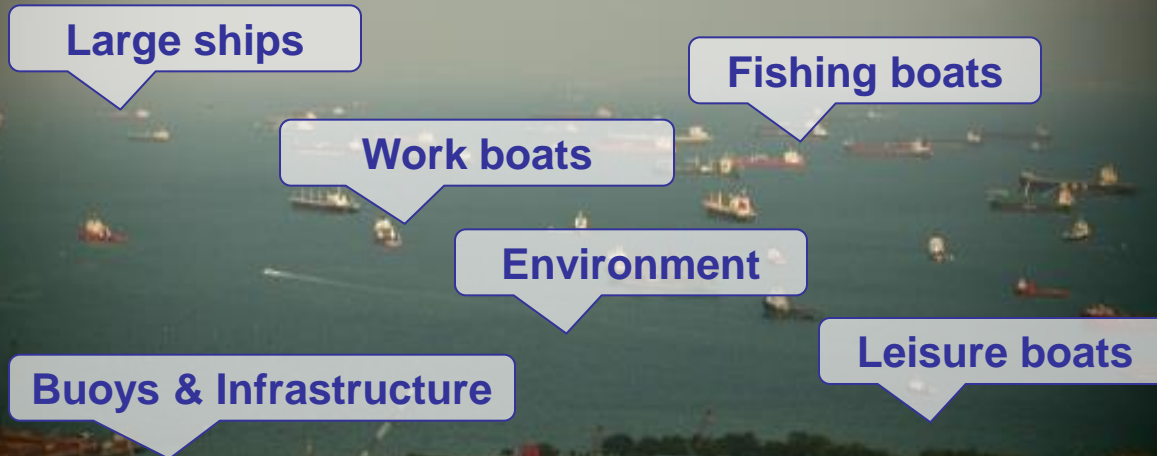 Large ships
Fishing boats
Work boats
Environment
Leisure boats
Buoys & Infrastructure